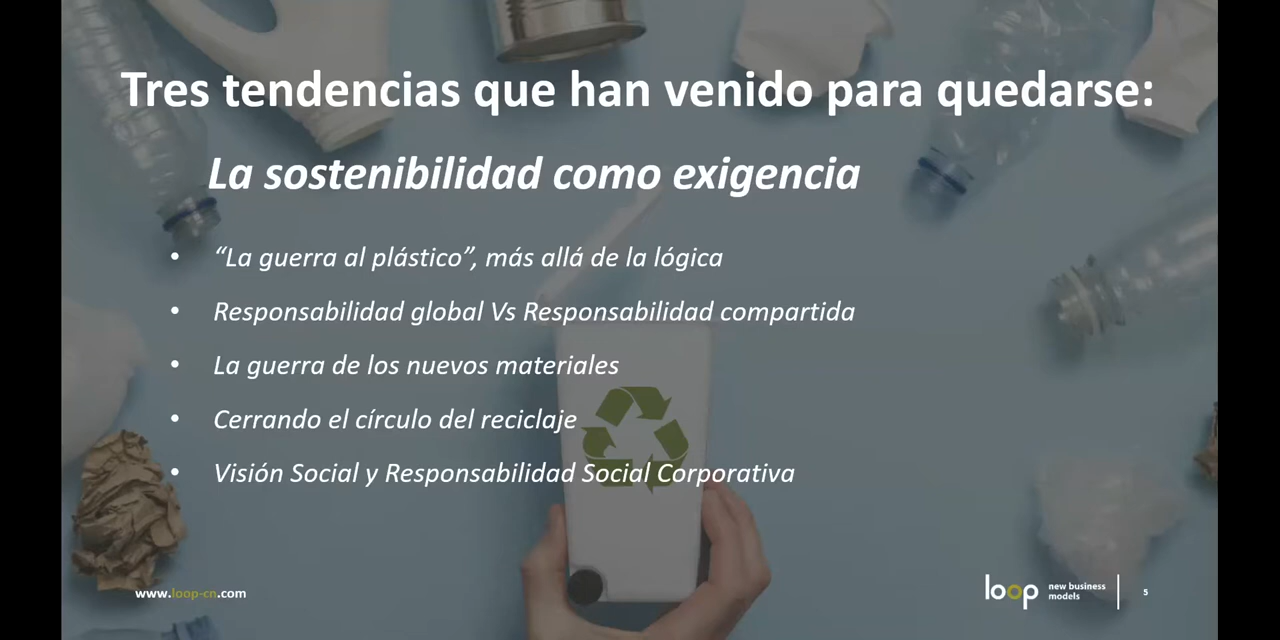 Tres tendencias que han venido para quedarse:
La sostenibilidad como exigencia
• “La guerra al plástico”, más allá de la lógica
• Responsabilidad global Vs Responsabilidad compartida
• La guerra de los nuevos materiales
• Cerrando el círculo del reciclaje
• Visión Social y Responsabilidad Social Corporativa
www.loop-cn.com
loop new business
models
5